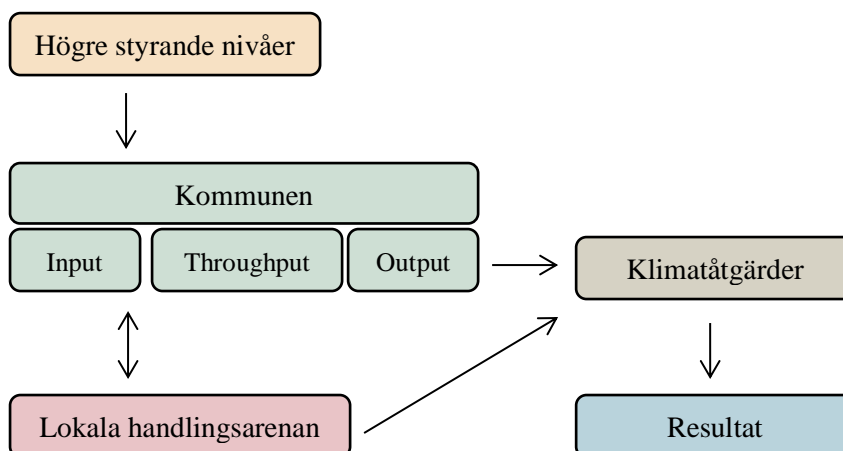 Högre styrande nivåer
Kommunen
Input
Throughput
Output
Klimatåtgärder
Lokala handlingsarenan
Resultat